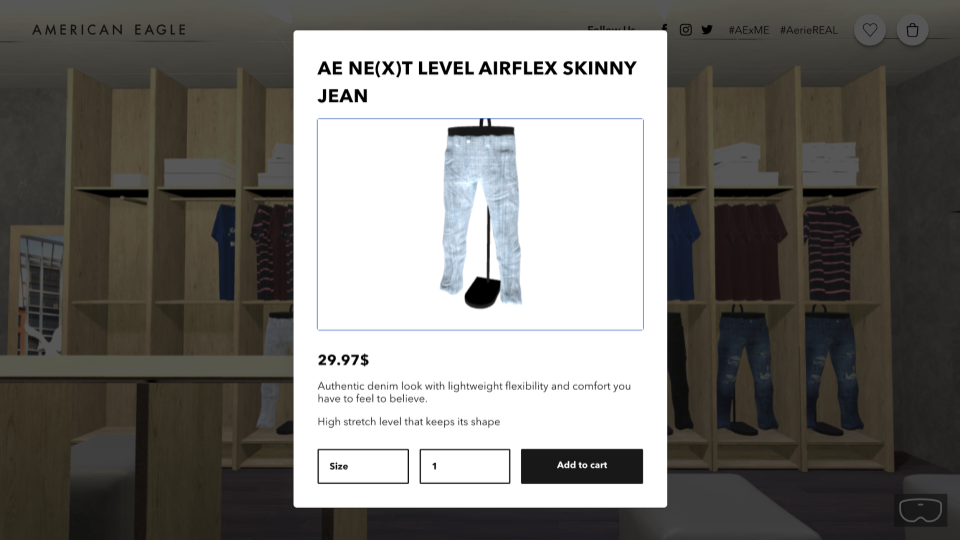 AMERICAN EAGLE
Follow Us
#AExME #AerieREAL
AE NE(X)T LEVEL AIRFLEX SKINNY
JEAN
29.97$
Authentic denim look with lightweight flexibility and comfort you
have to feel to believe.
High stretch level that keeps its shape
Size
1
Add to cart